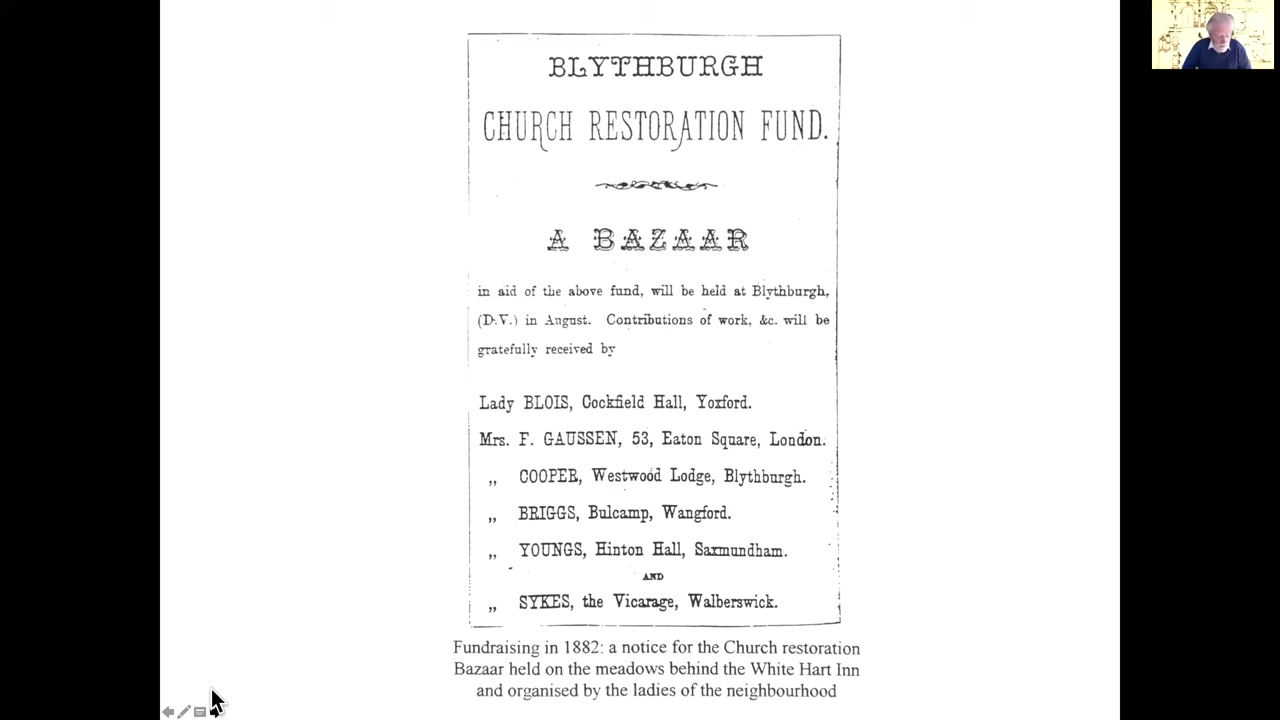 BLYTHBURGH
CHURCH RESTORATION FUND.
A BAZAAR
in aid of the above fund, will be held at Blythburgh,
(D.V.) in August. Contributions of work, &c. will be
gratefully received by
Lady BLOIS, Cockfield Hall, Yoxford.
Mrs. F. GAUSSEN, 53, Eaton Square, London.
„ COOPER, Westwood Lodge, Blythburgh.
„ BRIGGS, Bulcamp, Wangford.
„ YOUNGS, Hinton Hall, Saxmundham.
AND
„ SYKES, the Vicarage, Walberswick.
Fundraising in 1882: a notice for the Church restoration
Bazaar held on the meadows behind the White Hart Inn
and organised by the ladies of the neighbourhood